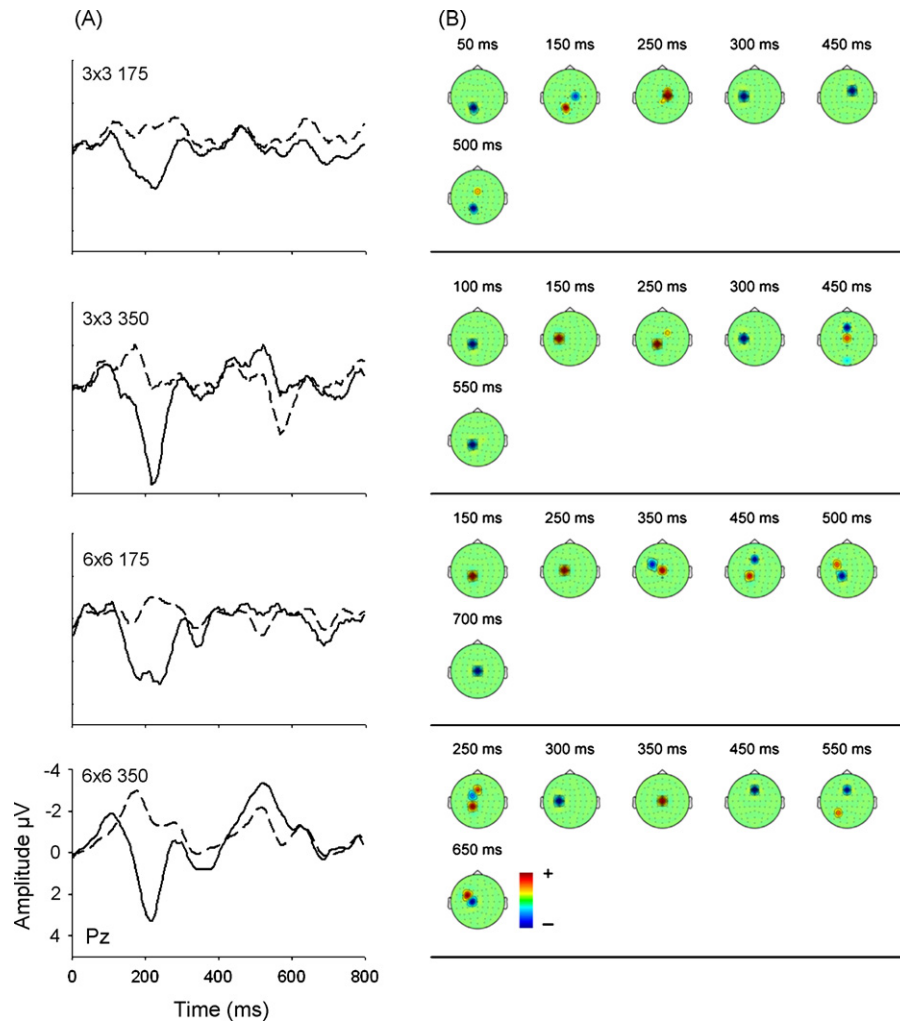 (A)
(B)
3x3 175
50 ms 150 ms 250 ms 300 ms 450 ms
500 ms
3x3 350
100 ms 150 ms 250 ms 300 ms 450 ms
550 ms
6x6 175
150 ms 250 ms 350 ms 450 ms 500 ms
700 ms
6x6 350
250 ms 300 ms 350 ms 450 ms 550 ms
650 ms
+
−
-4
-2
0
2
4
Amplitude µV
Pz
0 200 400 600 800
Time (ms)